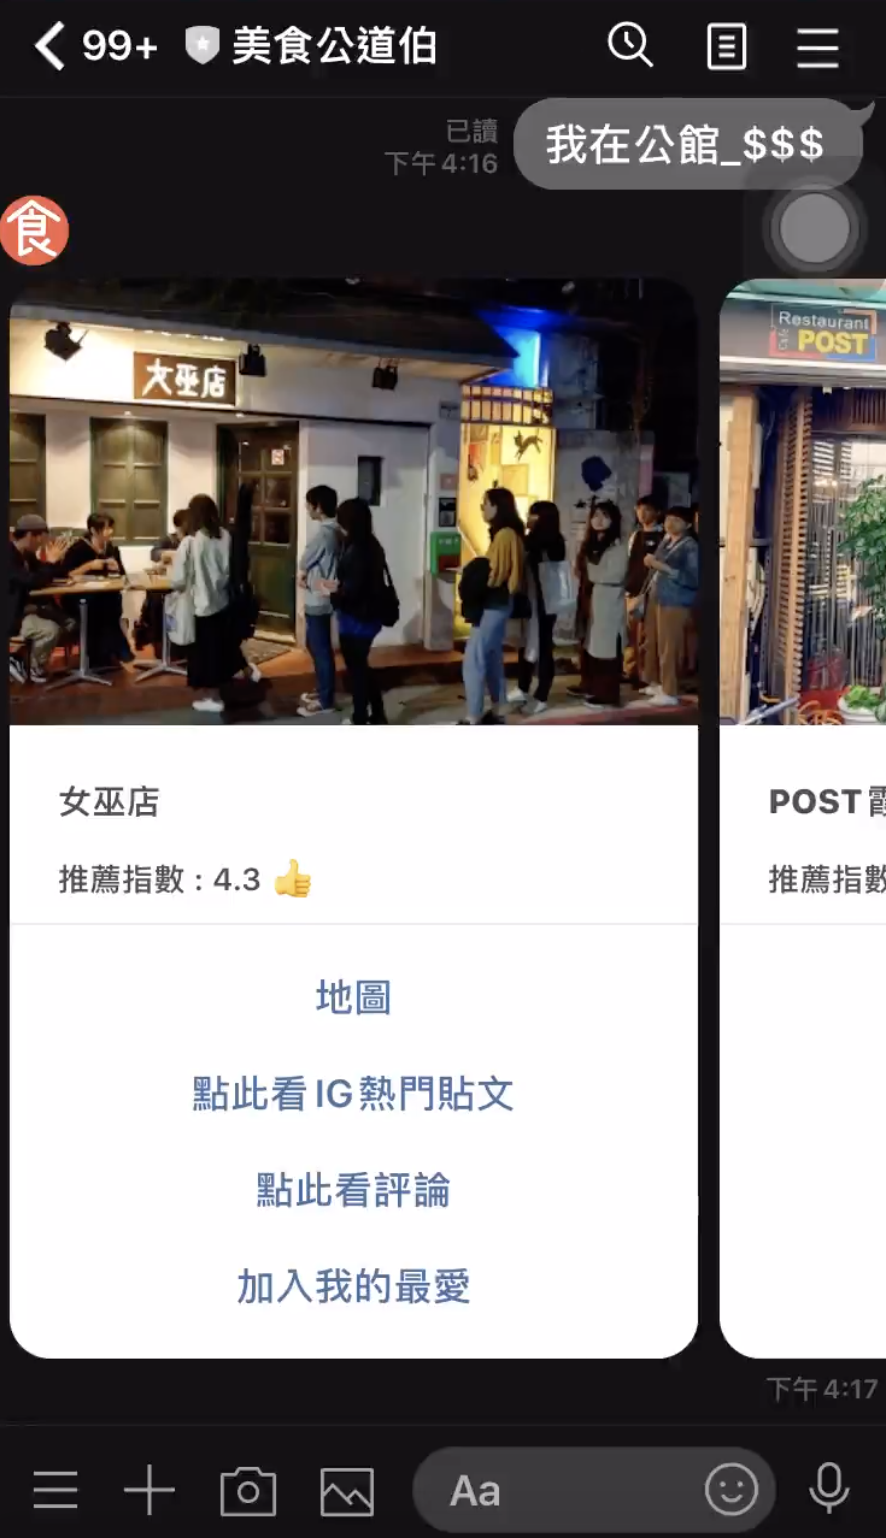 99+ 美食公道伯
已讀
下午 4:16
我在公館_$$$
食
女巫店
Restaurant
Cafe
POST
女巫店
推薦指數 : 4.3 👍
地圖
點此看 IG 熱門貼文
點此看評論
加入我的最愛
POST 霞
推薦指數
下午 4:17
Aa